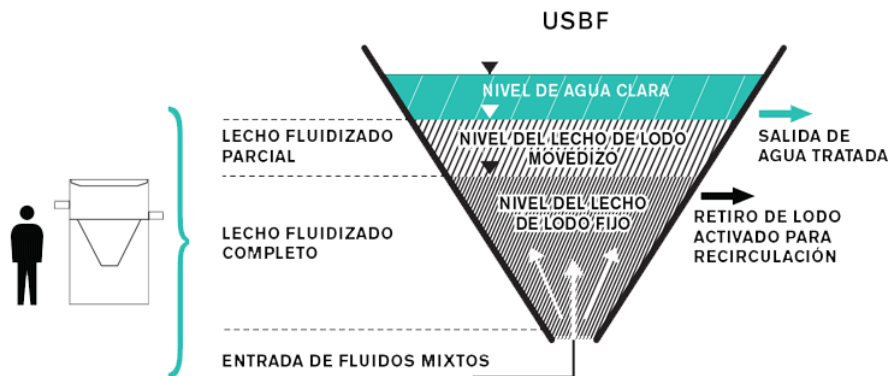 USBF
NIVEL DE AGUA CLARA
LECHO FLUIDIZADO
PARCIAL
NIVEL DEL LECHO DE LODO
MOVEDIZO
SALIDA DE
AGUA TRATADA
LECHO FLUIDIZADO
COMPLETO
NIVEL DEL LECHO
DE LODO FIJO
RETIRO DE LODO
ACTIVADO PARA
RECIRCULACIÓN
ENTRADA DE FLUIDOS MIXTOS